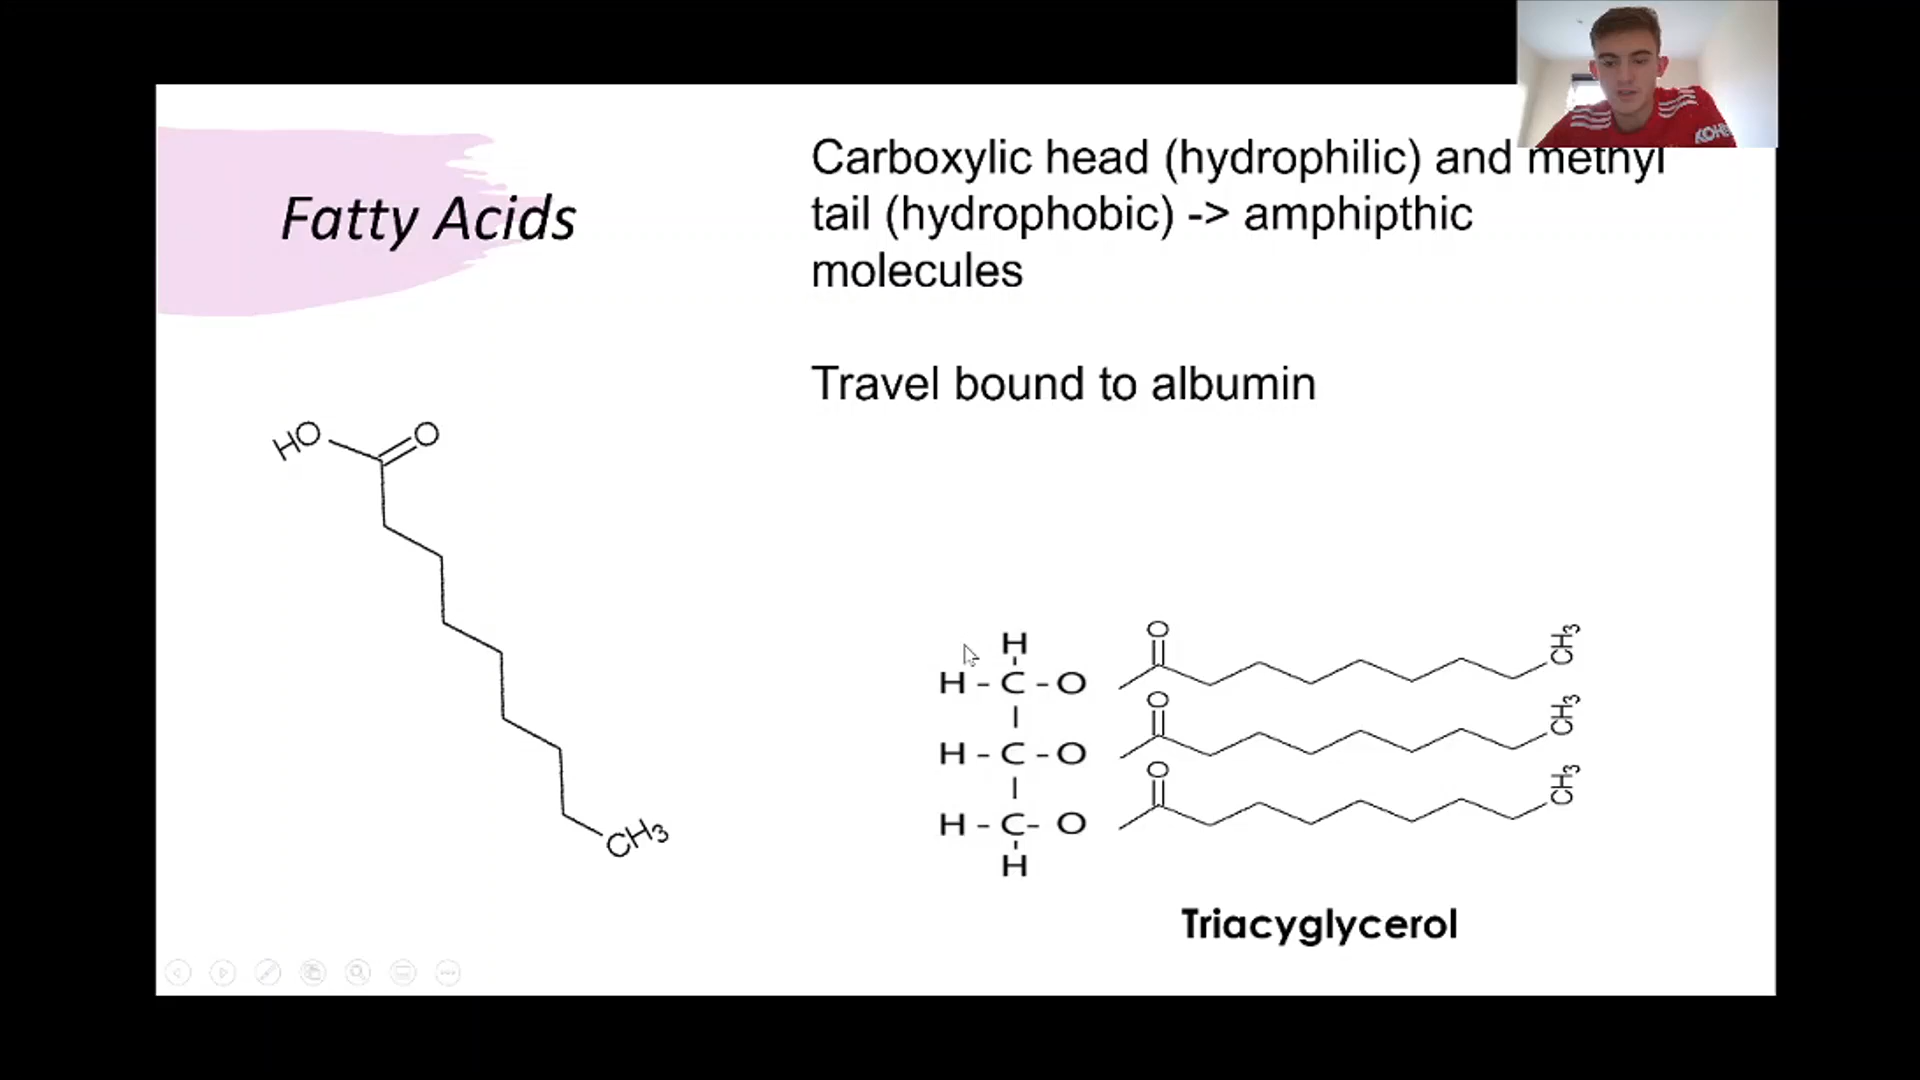 Fatty Acids
Carboxylic head (hydrophilic) and methyl
tail (hydrophobic) -> amphipthic
molecules
Travel bound to albumin
HO O
CH3
H
H - C - O
H - C - O
H - C - O
H
O
CH3
O
CH3
O
CH3
Triacyglycerol